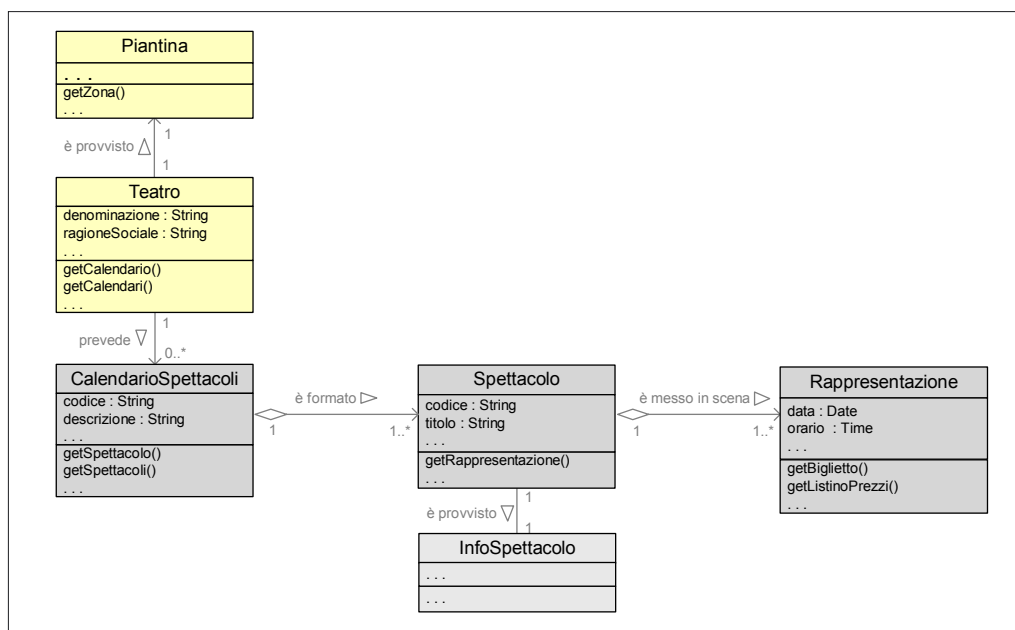 Piantina
. . .
getZona()
. . .
1
è provvisto
1
Teatro
denominazione : String
ragioneSociale : String
. . .
getCalendario()
getCalendari()
. . .
1
prevede
0..*
CalendarioSpettacoli
codice : String
descrizione : String
. . .
getSpettacolo()
getSpettacoli()
. . .
è formato
1
1..*
Spettacolo
codice : String
titolo : String
. . .
getRappresentazione()
. . .
è messo in scena
1
1..*
Rappresentazione
data : Date
orario : Time
. . .
getBiglietto()
getListinoPrezzi()
. . .
1
è provvisto
1
InfoSpettacolo
. . .
. . .